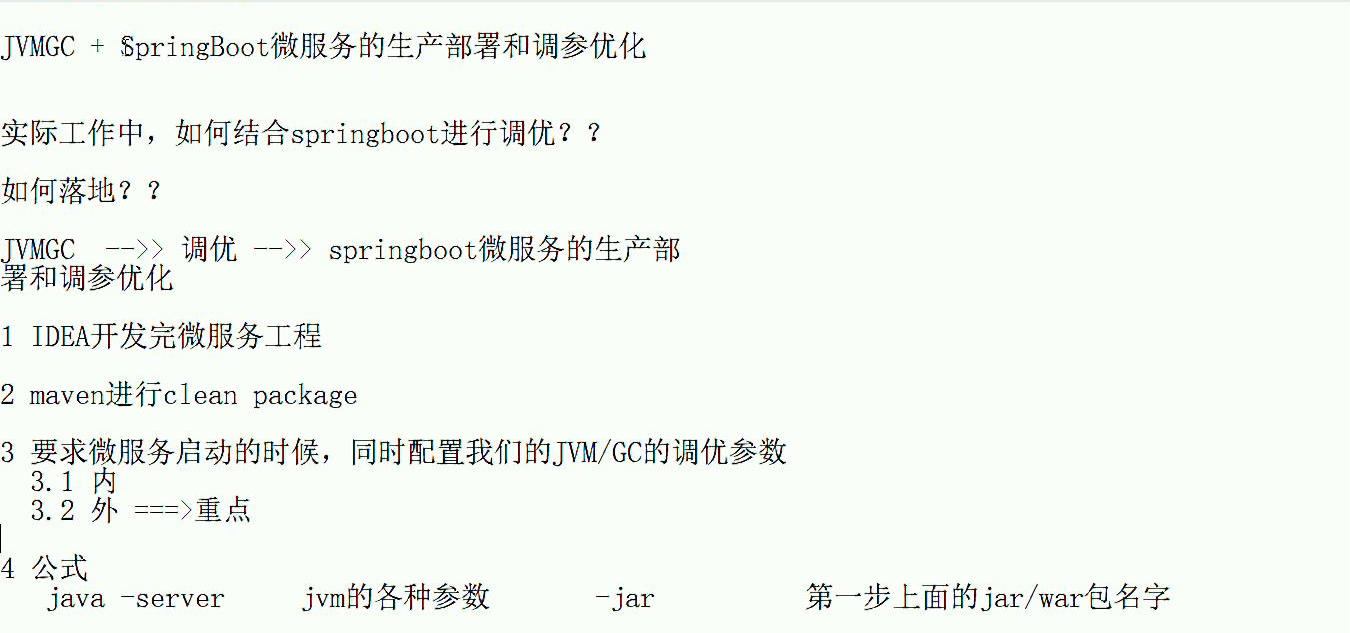 JVMGC + SpringBoot微服务的生产部署和调参优化
实际工作中，如何结合springboot进行调优？？
如何落地？？
JVMGC  -->> 调优 -->> springboot微服务的生产部
署和调参优化
1 IDEA开发完微服务工程
2 maven进行clean package
3 要求微服务启动的时候，同时配置我们的JVM/GC的调优参数
3.1 内
3.2 外 ===>重点
4 公式
java -server     jvm的各种参数       -jar          第一步上面的jar/war包名字